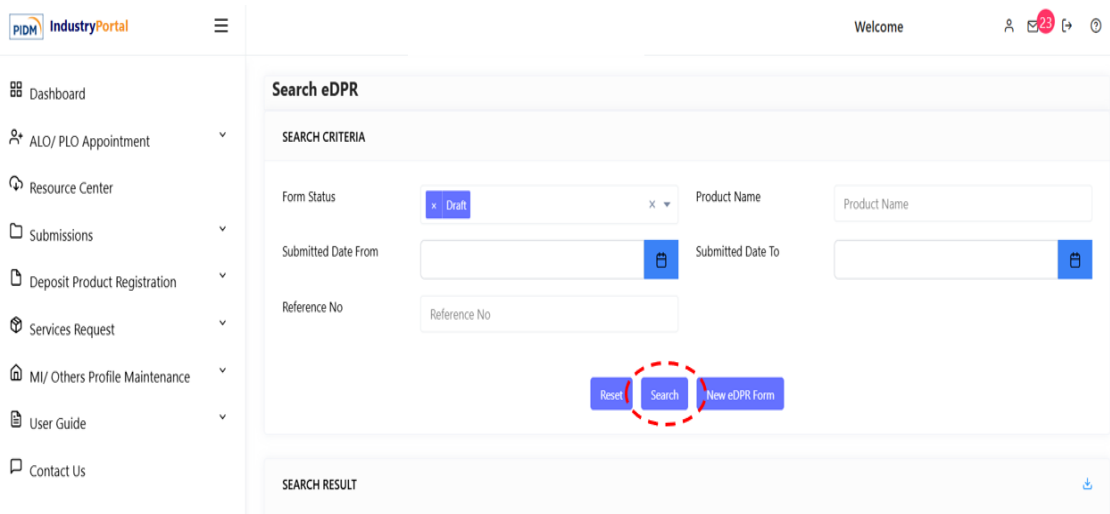 PIDM IndustryPortal
Welcome
23
Dashboard
ALO/ PLO Appointment
Resource Center
Submissions
Deposit Product Registration
Services Request
MI/ Others Profile Maintenance
User Guide
Contact Us
Search eDPR
SEARCH CRITERIA
Form Status
x Draft
x
Product Name
Product Name
Submitted Date From
Submitted Date To
Reference No
Reference No
Reset
Search
New eDPR Form
SEARCH RESULT